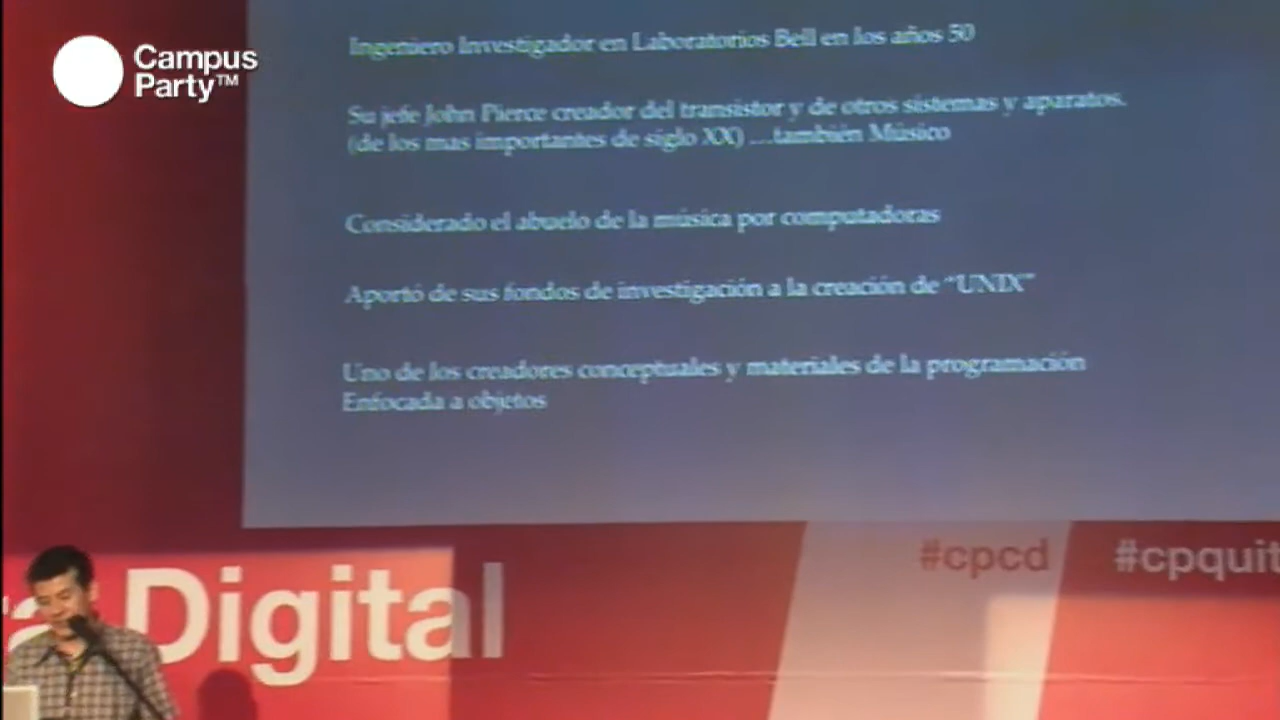 Campus
Party™
Ingeniero Investigador en Laboratorios Bell en los años 50
Su jefe John Pierce creador del transistor y de otros sistemas y aparatos.
(de los mas importantes de siglo XX) ...también Músico
Considerado el abuelo de la música por computadoras
Aportó de sus fondos de investigación a la creación de “UNIX”
Uno de los creadores conceptuales y materiales de la programación
Enfocada a objetos
#cpcd
#cpquit
Digital